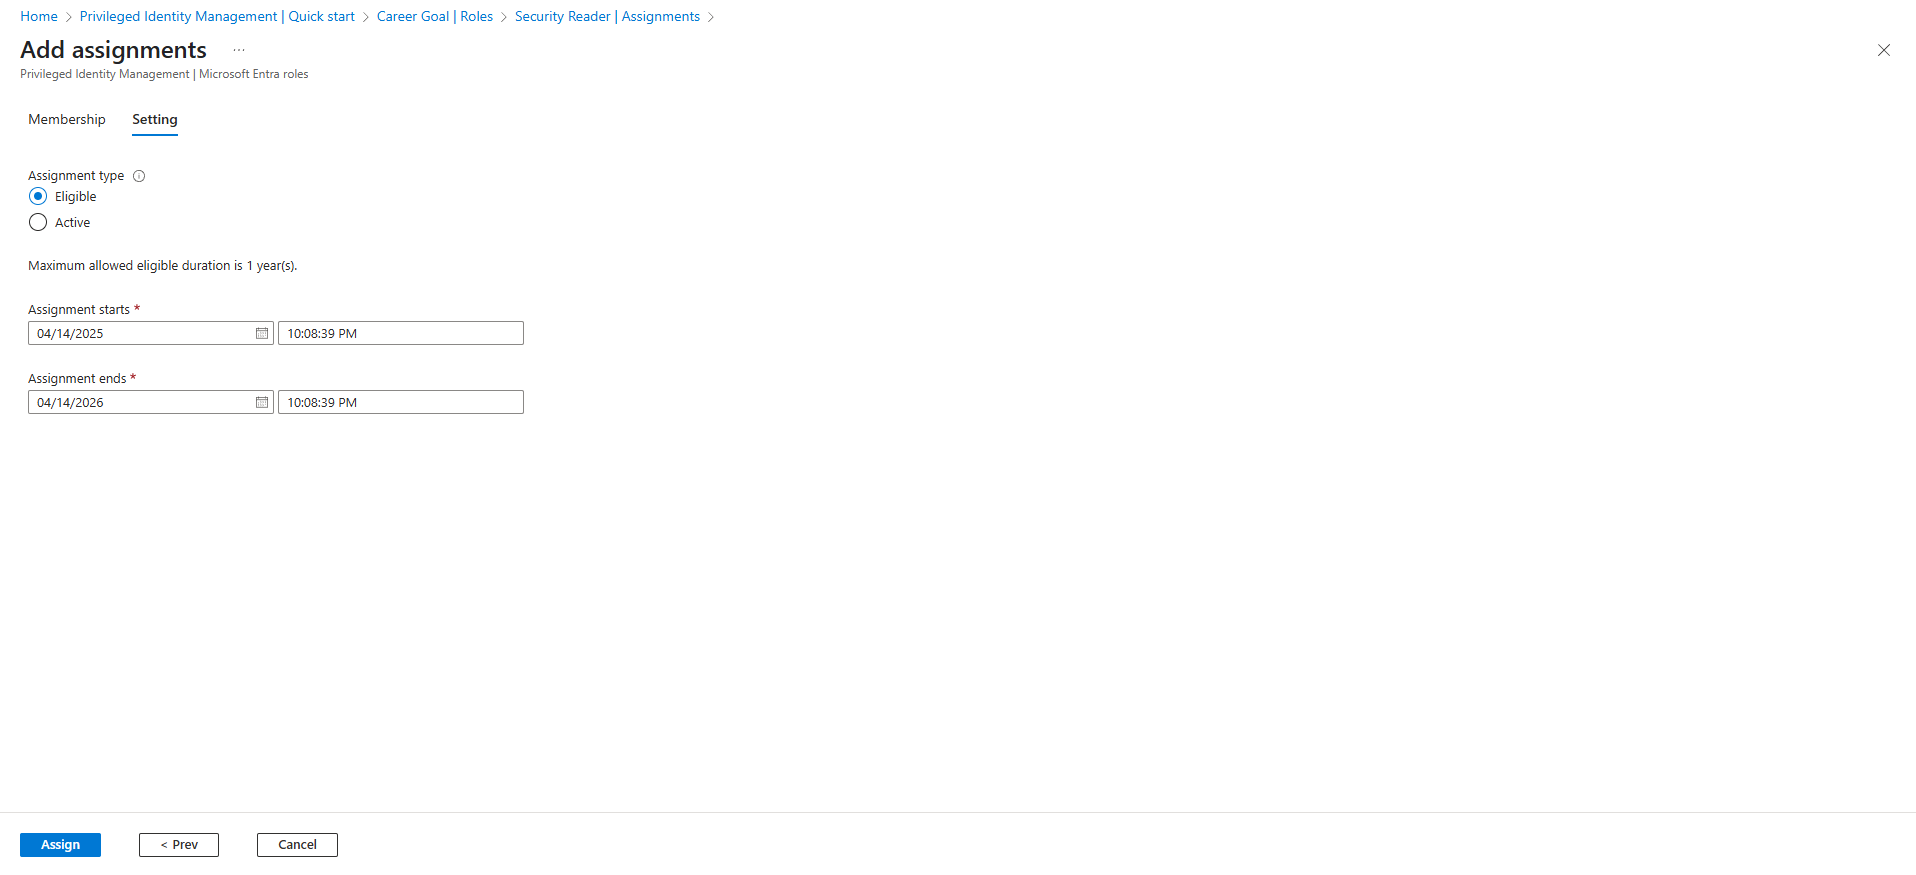 Home > Privileged Identity Management | Quick start > Career Goal | Roles > Security Reader | Assignments >
Add assignments ...
Privileged Identity Management | Microsoft Entra roles
Membership Setting
Assignment type
Eligible
Active
Maximum allowed eligible duration is 1 year(s).
Assignment starts *
04/14/2025 10:08:39 PM
Assignment ends *
04/14/2026 10:08:39 PM
Assign < Prev Cancel